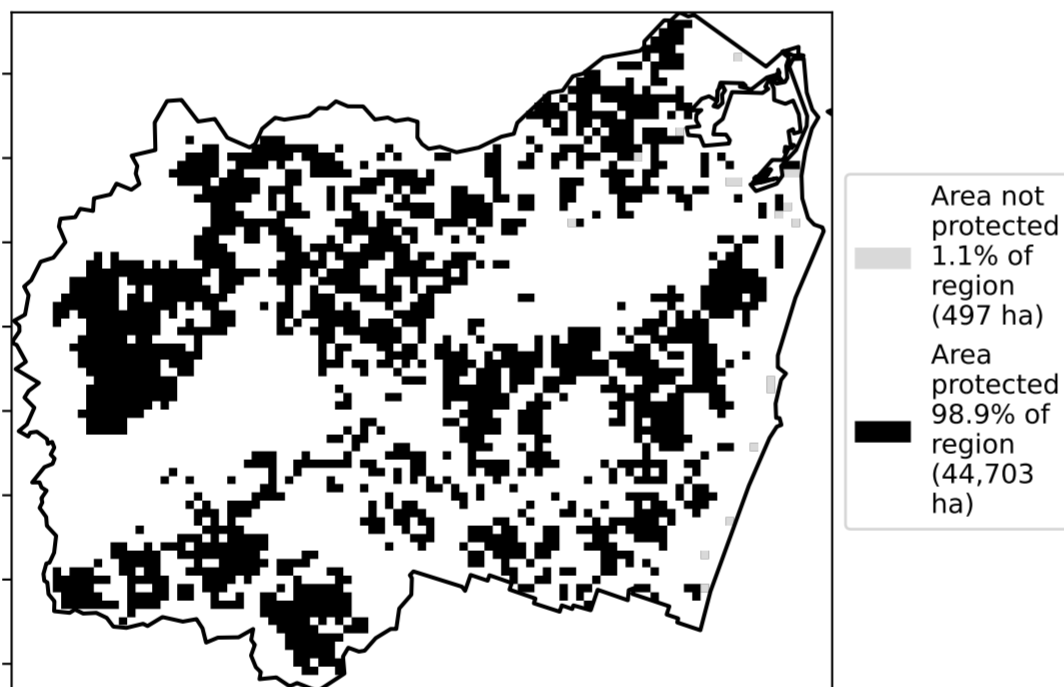 Area not
protected
1.1% of
region
(497 ha)
Area
protected
98.9% of
region
(44,703
ha)